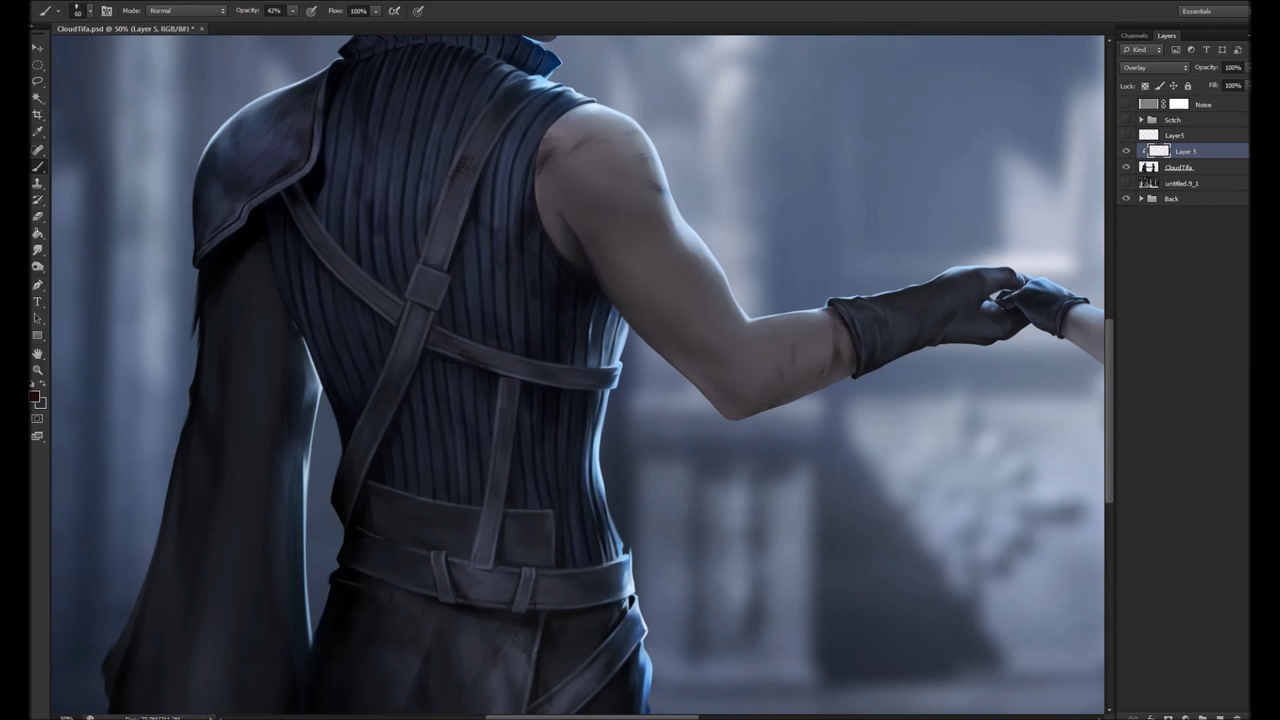 60 Mode: Normal Opacity: 42% Flow: 100% Essentials
CloudTifa.psd @ 50% (Layer 5, RGB/8#) * ×
Channels Layers
Kind
Overlay Opacity: 100%
Lock: Fill: 100%
Noise
Sctch
Layer5
Layer 5
CloudTifa
untitled.9_1
Back